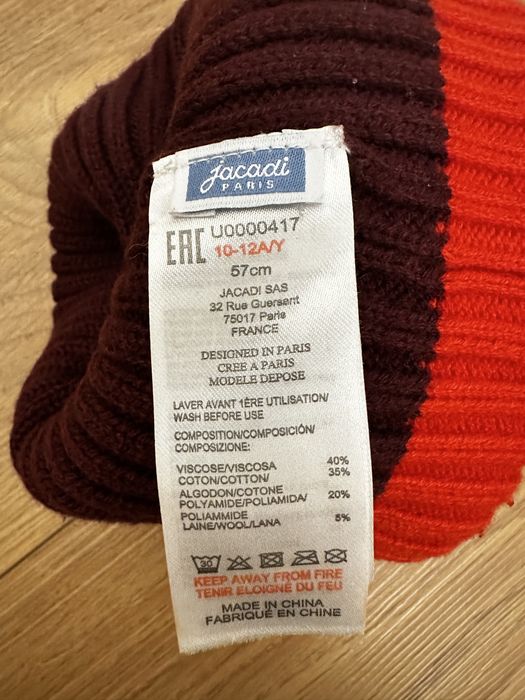 jacadi
PARIS
EAC U0000417
10-12A/Y
57cm
JACADI SAS
32 Rue Guersant
75017 Paris
FRANCE
DESIGNED IN PARIS
CREE A PARIS
MODELE DEPOSE
LAVER AVANT 1ÈRE UTILISATION/
WASH BEFORE USE
COMPOSITION/COMPOSICIÓN/
COMPOSIZIONE:
VISCOSE/VISCOSA 40%
COTON/COTTON/ 35%
ALGODON/COTONE
POLYAMIDE/POLIAMIDA/ 20%
POLIAMMIDE
LAINE/WOOL/LANA 5%
30
KEEP AWAY FROM FIRE
TENIR ELOIGNÉ DU FEU
MADE IN CHINA
FABRIQUÉ EN CHINE